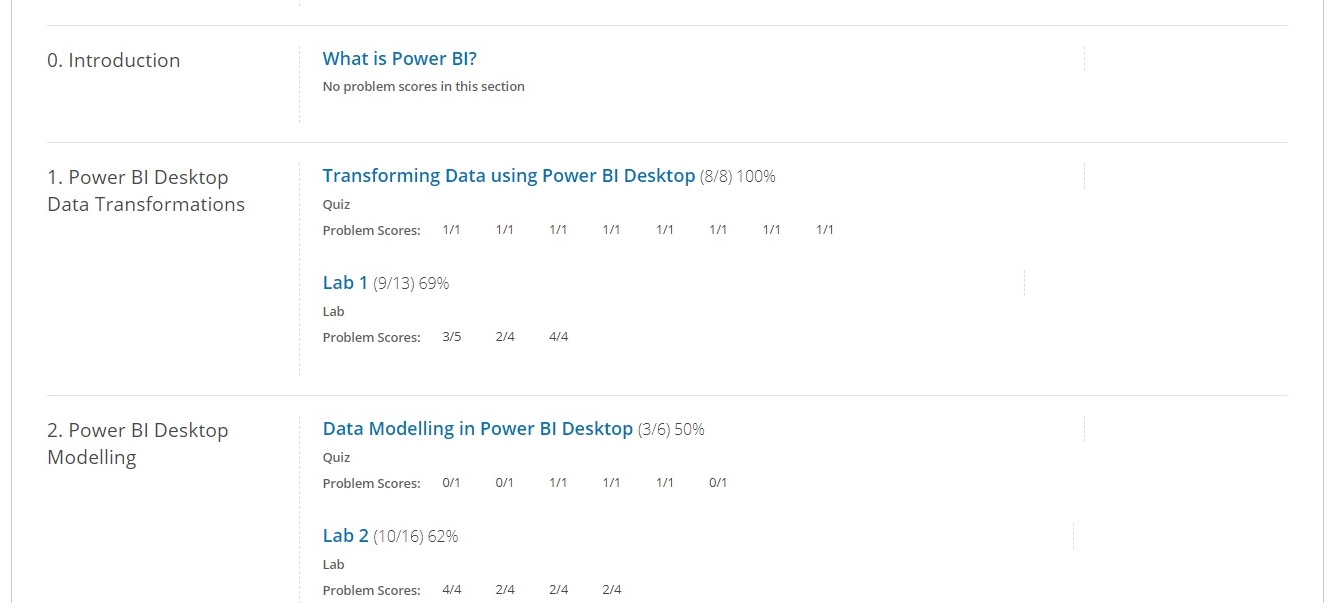 0. Introduction
What is Power BI?
No problem scores in this section
1. Power BI Desktop
Data Transformations
Transforming Data using Power BI Desktop (8/8) 100%
Quiz
Problem Scores: 1/1 1/1 1/1 1/1 1/1 1/1 1/1 1/1
Lab 1 (9/13) 69%
Lab
Problem Scores: 3/5 2/4 4/4
2. Power BI Desktop
Modelling
Data Modelling in Power BI Desktop (3/6) 50%
Quiz
Problem Scores: 0/1 0/1 1/1 1/1 1/1 0/1
Lab 2 (10/16) 62%
Lab
Problem Scores: 4/4 2/4 2/4 2/4